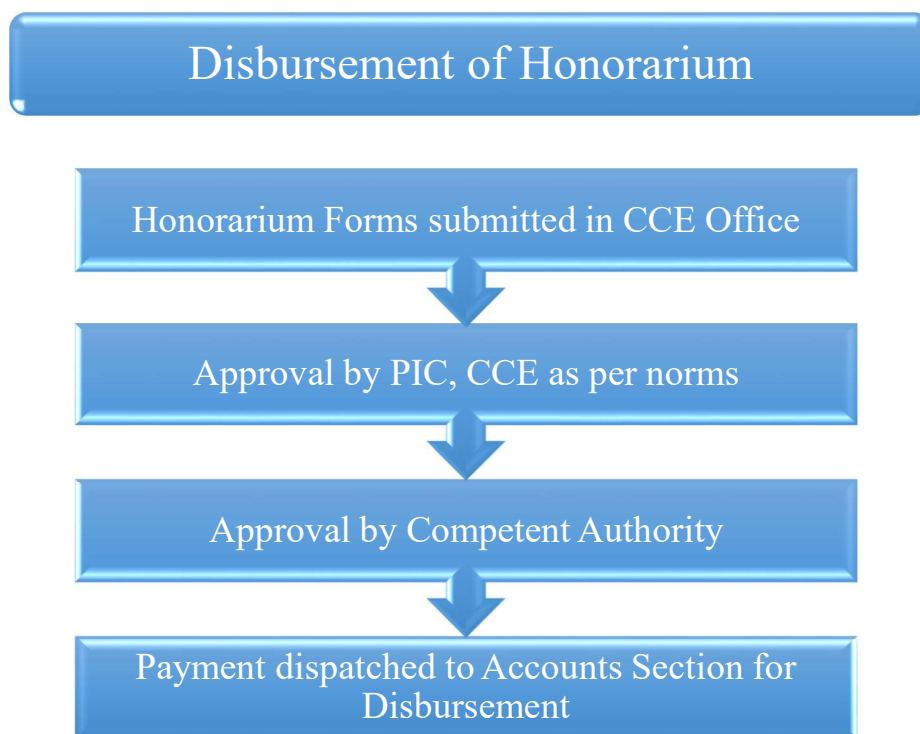 Disbursement of Honorarium
Honorarium Forms submitted in CCE Office
Approval by PIC, CCE as per norms
Approval by Competent Authority
Payment dispatched to Accounts Section for
Disbursement